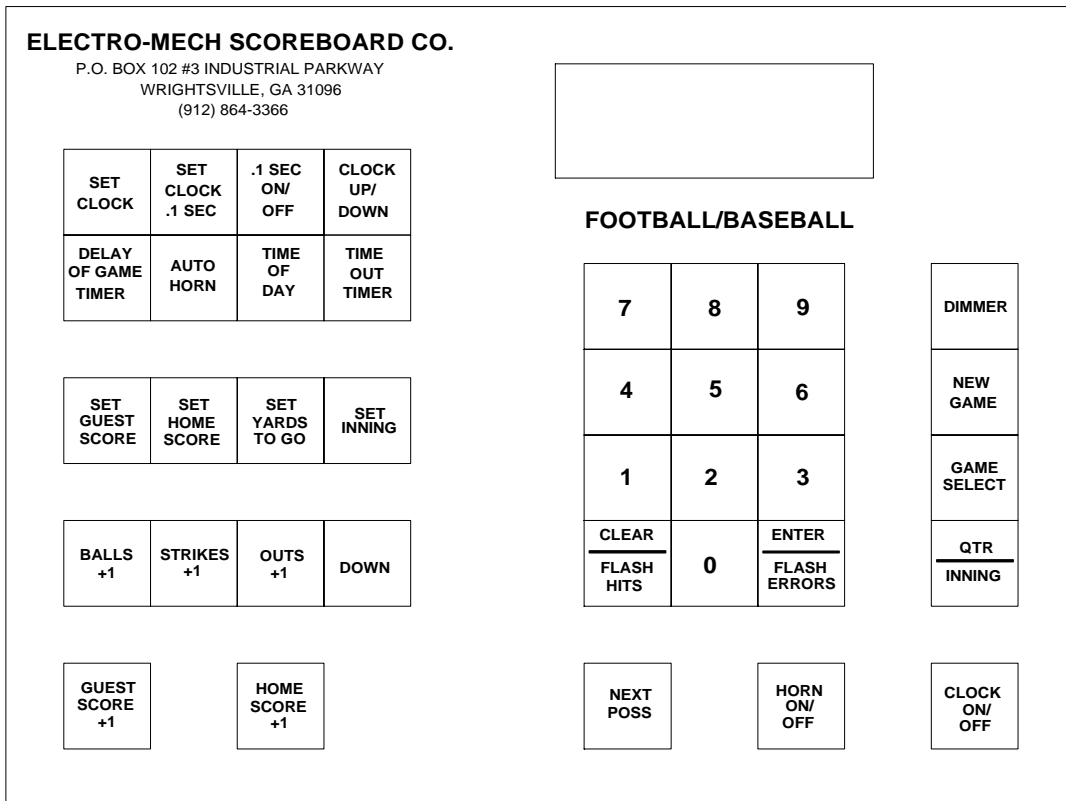 ELECTRO-MECH SCOREBOARD CO.
P.O. BOX 102 #3 INDUSTRIAL PARKWAY
WRIGHTSVILLE, GA 31096
(912) 864-3366
SET
CLOCK
SET
CLOCK
.1 SEC
.1 SEC
ON/
OFF
CLOCK
UP/
DOWN
DELAY
OF GAME
TIMER
AUTO
HORN
TIME
OF
DAY
TIME
OUT
TIMER
SET
GUEST
SCORE
SET
HOME
SCORE
SET
YARDS
TO GO
SET
INNING
BALLS
+1
STRIKES
+1
OUTS
+1
DOWN
GUEST
SCORE
+1
HOME
SCORE
+1
FOOTBALL/BASEBALL
7
8
9
4
5
6
1
2
3
CLEAR
FLASH
HITS
0
ENTER
FLASH
ERRORS
DIMMER
NEW
GAME
GAME
SELECT
QTR
INNING
NEXT
POSS
HORN
ON/
OFF
CLOCK
ON/
OFF